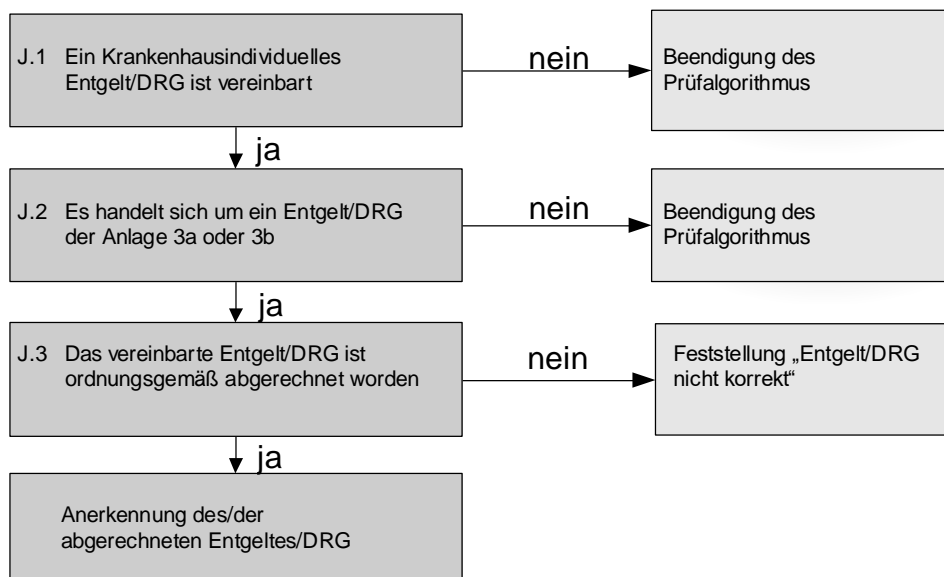 J.1 Ein Krankenhausindividuelles
Entgelt/DRG ist vereinbart
nein
Beendigung des
Prüfalgorithmus
ja
J.2 Es handelt sich um ein Entgelt/DRG
der Anlage 3a oder 3b
nein
Beendigung des
Prüfalgorithmus
ja
J.3 Das vereinbarte Entgelt/DRG ist
ordnungsgemäß abgerechnet worden
nein
Feststellung „Entgelt/DRG
nicht korrekt“
ja
Anerkennung des/der
abgerechneten Entgeltes/DRG